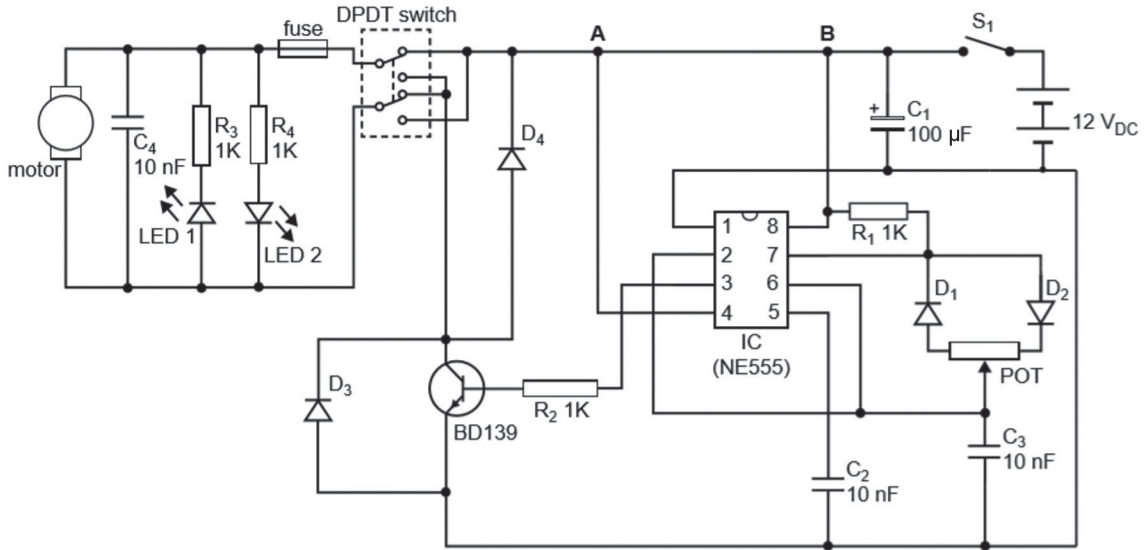 DPDT switch
fuse
A
B
S₁
motor
C₄
10 nF
R₃
1K
R₄
1K
LED 1
LED 2
D₄
+
C₁
100 µF
12 V_DC
1
8
2
7
3
6
4
5
IC
(NE555)
R₁ 1K
D₁
D₂
POT
D₃
BD139
R₂ 1K
C₂
10 nF
C₃
10 nF